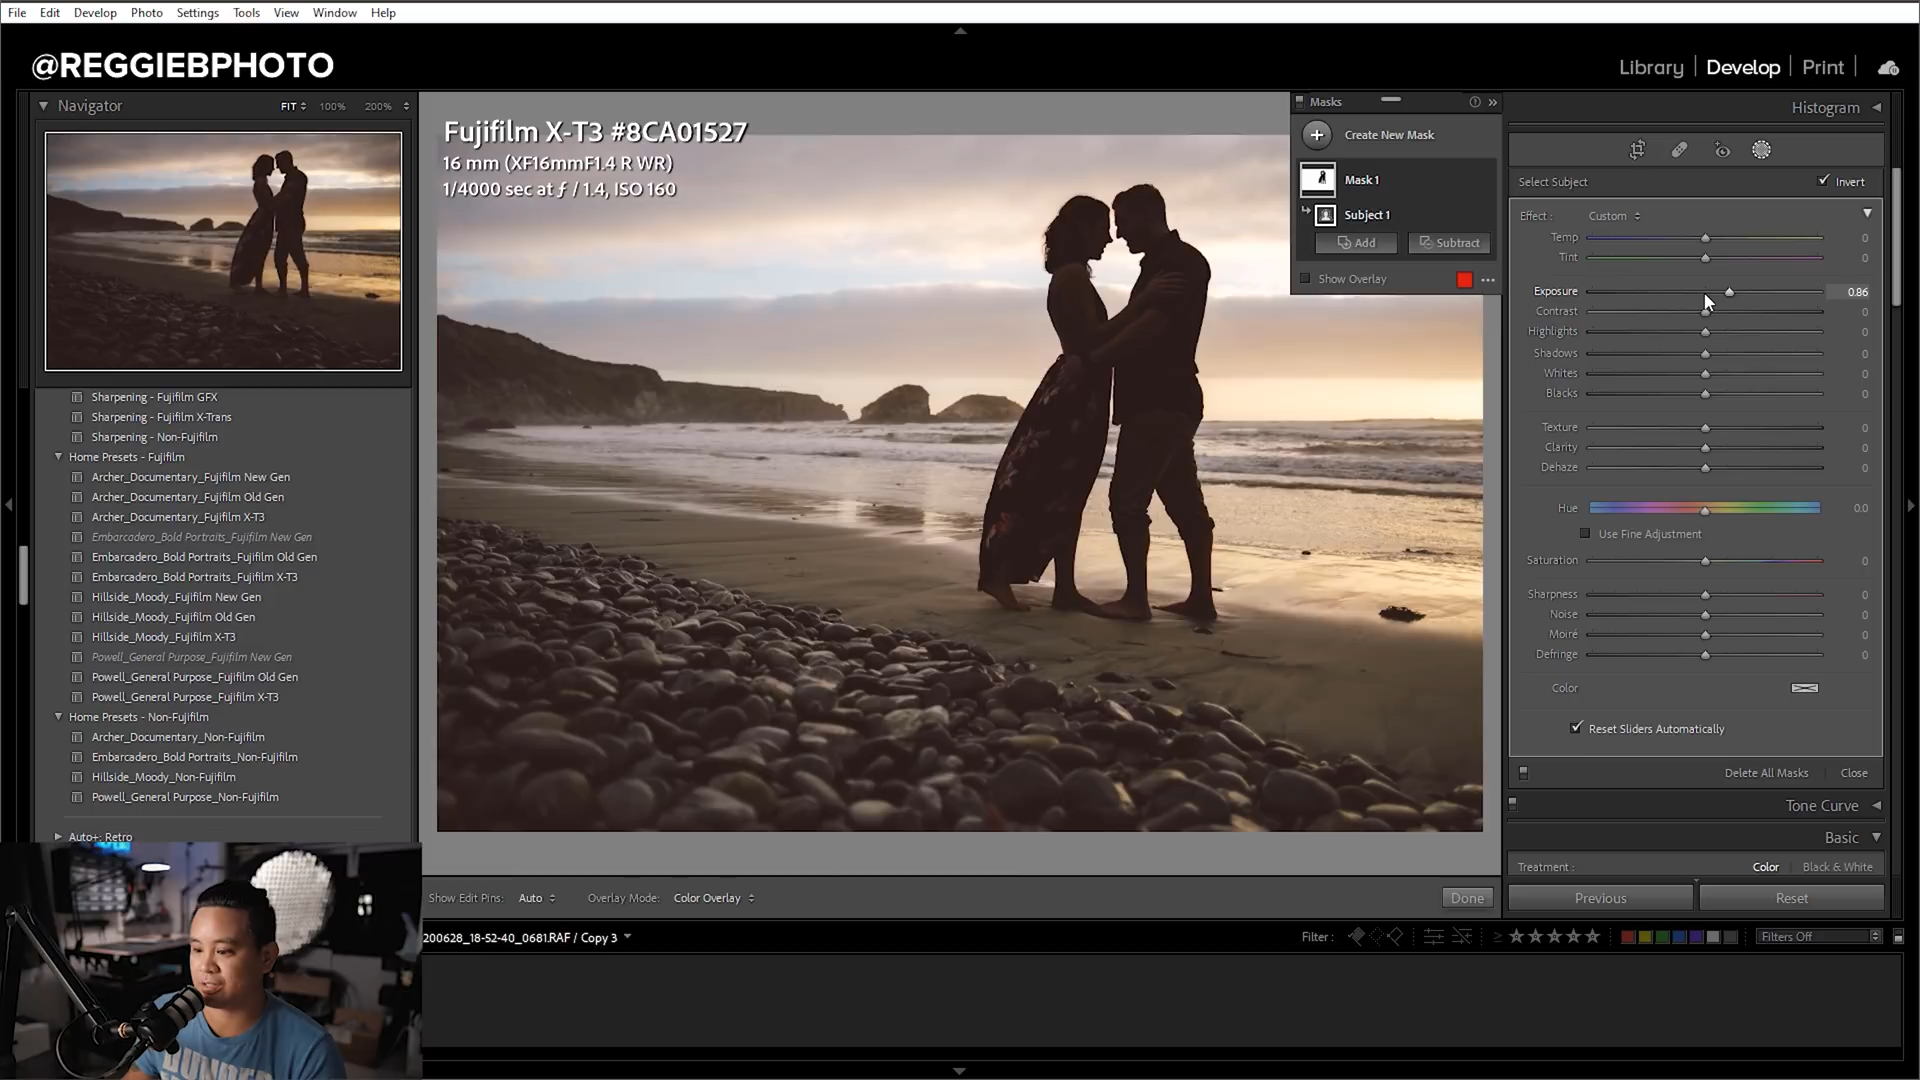 File Edit Develop Photo Settings Tools View Window Help
@REGGIEBPHOTO
Library | Develop | Print |
Navigator FIT 100% 200%
Sharpening - Fujifilm GFX
Sharpening - Fujifilm X-Trans
Sharpening - Non-Fujifilm
Home Presets - Fujifilm
Archer_Documentary_Fujifilm New Gen
Archer_Documentary_Fujifilm Old Gen
Archer_Documentary_Fujifilm X-T3
Embarcadero_Bold Portraits_Fujifilm New Gen
Embarcadero_Bold Portraits_Fujifilm Old Gen
Embarcadero_Bold Portraits_Fujifilm X-T3
Hillside_Moody_Fujifilm New Gen
Hillside_Moody_Fujifilm Old Gen
Hillside_Moody_Fujifilm X-T3
Powell_General Purpose_Fujifilm New Gen
Powell_General Purpose_Fujifilm Old Gen
Powell_General Purpose_Fujifilm X-T3
Home Presets - Non-Fujifilm
Archer_Documentary_Non-Fujifilm
Embarcadero_Bold Portraits_Non-Fujifilm
Hillside_Moody_Non-Fujifilm
Powell_General Purpose_Non-Fujifilm
Auto+: Retro
Fujifilm X-T3 #8CA01527
16 mm (XF16mmF1.4 R WR)
1/4000 sec at ƒ / 1.4, ISO 160
Masks
Create New Mask
Mask 1
Subject 1
Add Subtract
Show Overlay
Show Edit Pins: Auto Overlay Mode: Color Overlay Done
200628_18-52-40_0681.RAF / Copy 3
Filter : Filters Off
Histogram
Select Subject Invert
Effect : Custom
Temp 0
Tint 0
Exposure 0.86
Contrast 0
Highlights 0
Shadows 0
Whites 0
Blacks 0
Texture 0
Clarity 0
Dehaze 0
Hue 0.0
Use Fine Adjustment
Saturation 0
Sharpness 0
Noise 0
Moiré 0
Defringe 0
Color
Reset Sliders Automatically
Delete All Masks Close
Tone Curve
Basic
Treatment : Color Black & White
Previous Reset